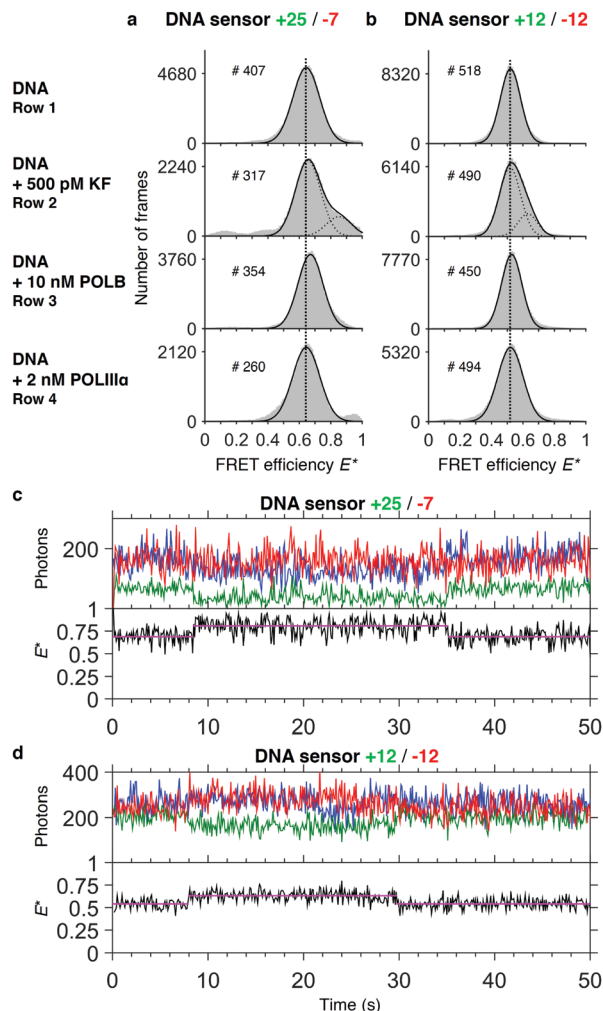 a DNA sensor +25 / -7 b DNA sensor +12 / -12
DNA
Row 1
4680
# 407
0
8320
# 518
0
DNA
+ 500 pM KF
Row 2
2240
# 317
0
6140
# 490
0
DNA
+ 10 nM POLB
Row 3
3760
# 354
0
7770
# 450
0
DNA
+ 2 nM POLIIIα
Row 4
2120
# 260
0
5320
# 494
0
Number of frames
0 0.2 0.4 0.6 0.8 1 0 0.2 0.4 0.6 0.8 1
FRET efficiency E* FRET efficiency E*
c DNA sensor +25 / -7
Photons
200
1
E*
0.75
0.5
0.25
0
0 10 20 30 40 50
d DNA sensor +12 / -12
400
Photons
200
1
E*
0.75
0.5
0.25
0
0 10 20 30 40 50
Time (s)